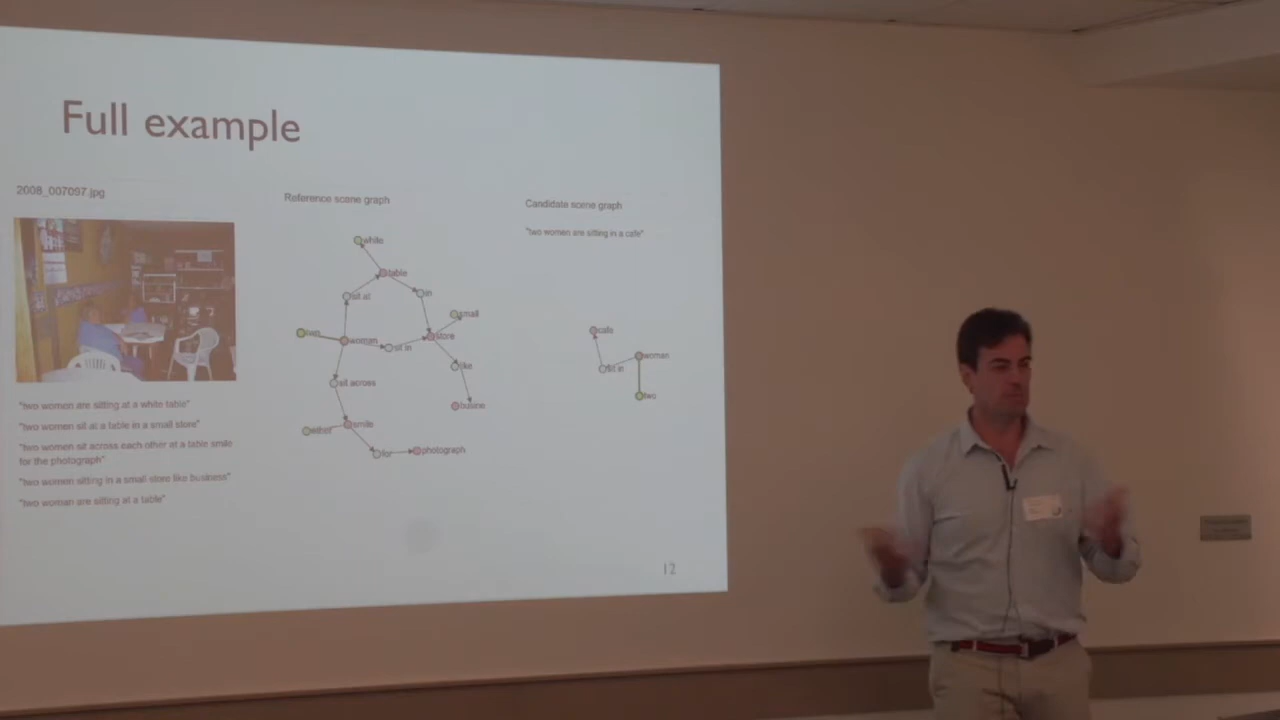 Full example
2008_007097.jpg
Reference scene graph
Candidate scene graph
"two women are sitting in a cafe"
white
table
sit at
in
small
two
woman
sit in
store
cafe
woman
sit in
like
sit across
two
busine
smile
for
photograph
"two women are sitting at a white table"
"two women sit at a table in a small store"
"two women sit across each other at a table smile
for the photograph"
"two women sitting in a small store like business"
"two woman are sitting at a table"
12